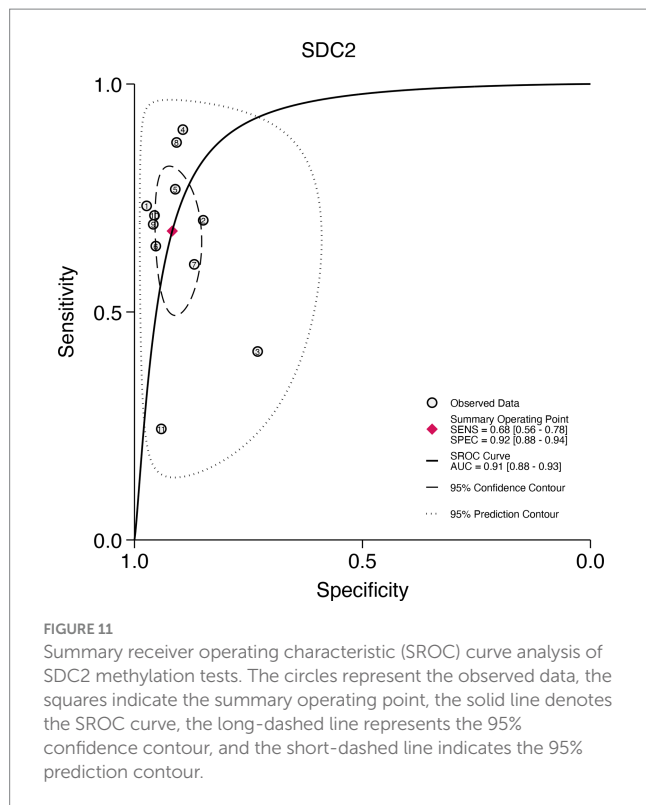 SDC2
1.0
4
8
5
1
2
9
6
7
0.5
3
11
Sensitivity
0.0
1.0
0.5
0.0
Specificity
Observed Data
Summary Operating Point
SENS = 0.68 [0.56 - 0.78]
SPEC = 0.92 [0.88 - 0.94]
SROC Curve
AUC = 0.91 [0.88 - 0.93]
95% Confidence Contour
95% Prediction Contour
FIGURE 11
Summary receiver operating characteristic (SROC) curve analysis of
SDC2 methylation tests. The circles represent the observed data, the
squares indicate the summary operating point, the solid line denotes
the SROC curve, the long-dashed line represents the 95%
confidence contour, and the short-dashed line indicates the 95%
prediction contour.